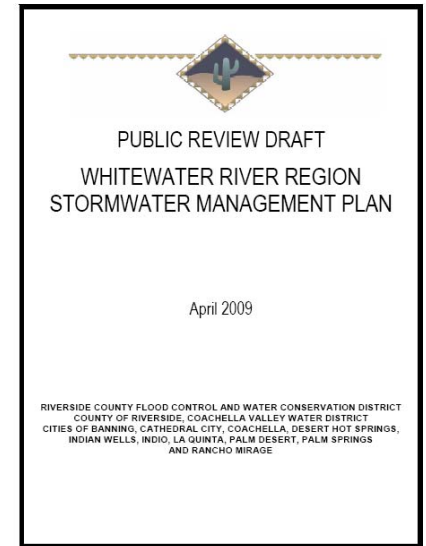 PUBLIC REVIEW DRAFT
WHITEWATER RIVER REGION
STORMWATER MANAGEMENT PLAN
April 2009
RIVERSIDE COUNTY FLOOD CONTROL AND WATER CONSERVATION DISTRICT
COUNTY OF RIVERSIDE, COACHELLA VALLEY WATER DISTRICT
CITIES OF BANNING, CATHEDRAL CITY, COACHELLA, DESERT HOT SPRINGS,
INDIAN WELLS, INDIO, LA QUINTA, PALM DESERT, PALM SPRINGS
AND RANCHO MIRAGE